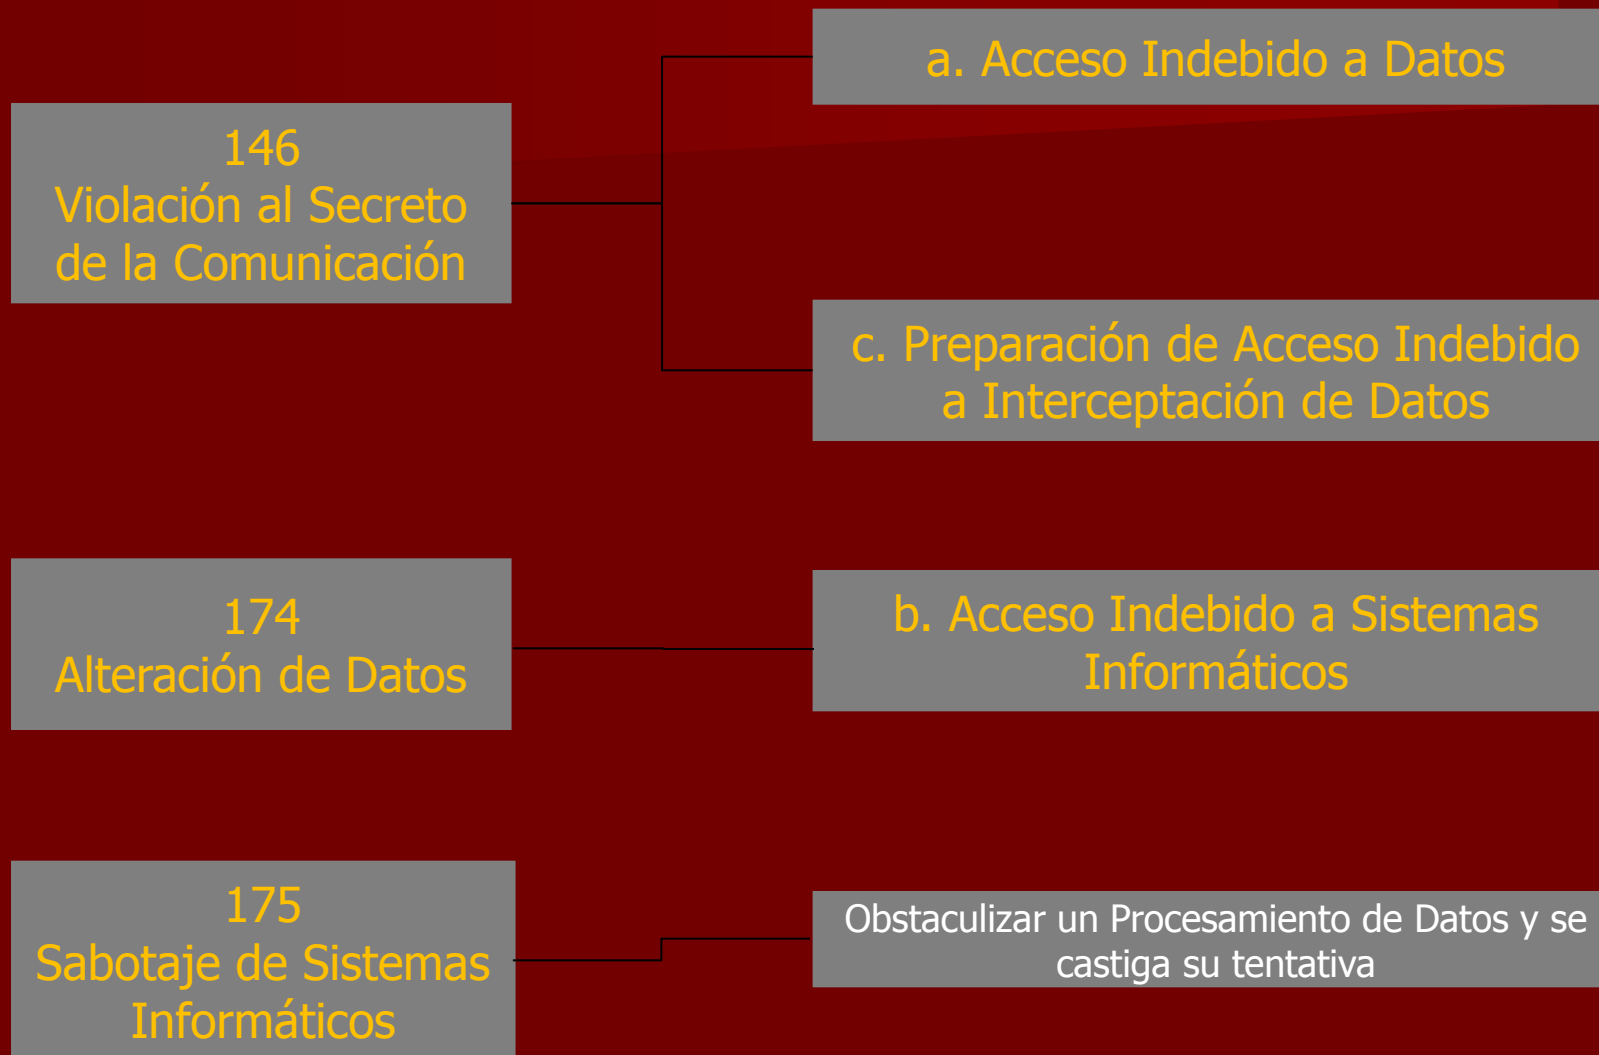 a. Acceso Indebido a Datos
146
Violación al Secreto
de la Comunicación
c. Preparación de Acceso Indebido
a Interceptación de Datos
174
Alteración de Datos
b. Acceso Indebido a Sistemas
Informáticos
175
Sabotaje de Sistemas
Informáticos
Obstaculizar un Procesamiento de Datos y se
castiga su tentativa